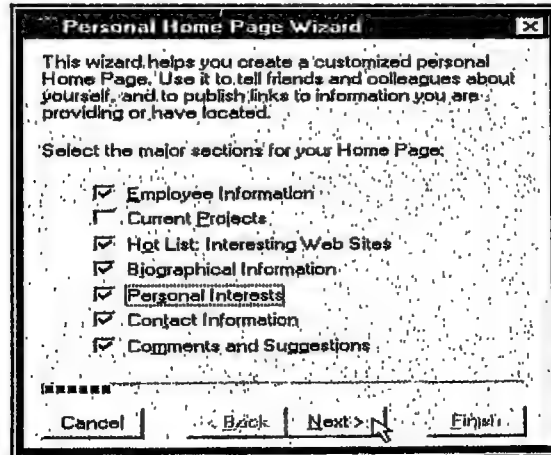 Personal Home Page Wizard
This wizard helps you create a customized personal
Home Page. Use it to tell friends and colleagues about
yourself, and to publish links to information you are
providing or have located.
Select the major sections for your Home Page:
Employee Information
Current Projects
Hot List: Interesting Web Sites
Biographical Information
Personal Interests
Contact Information
Comments and Suggestions
Cancel < Back Next > Finish